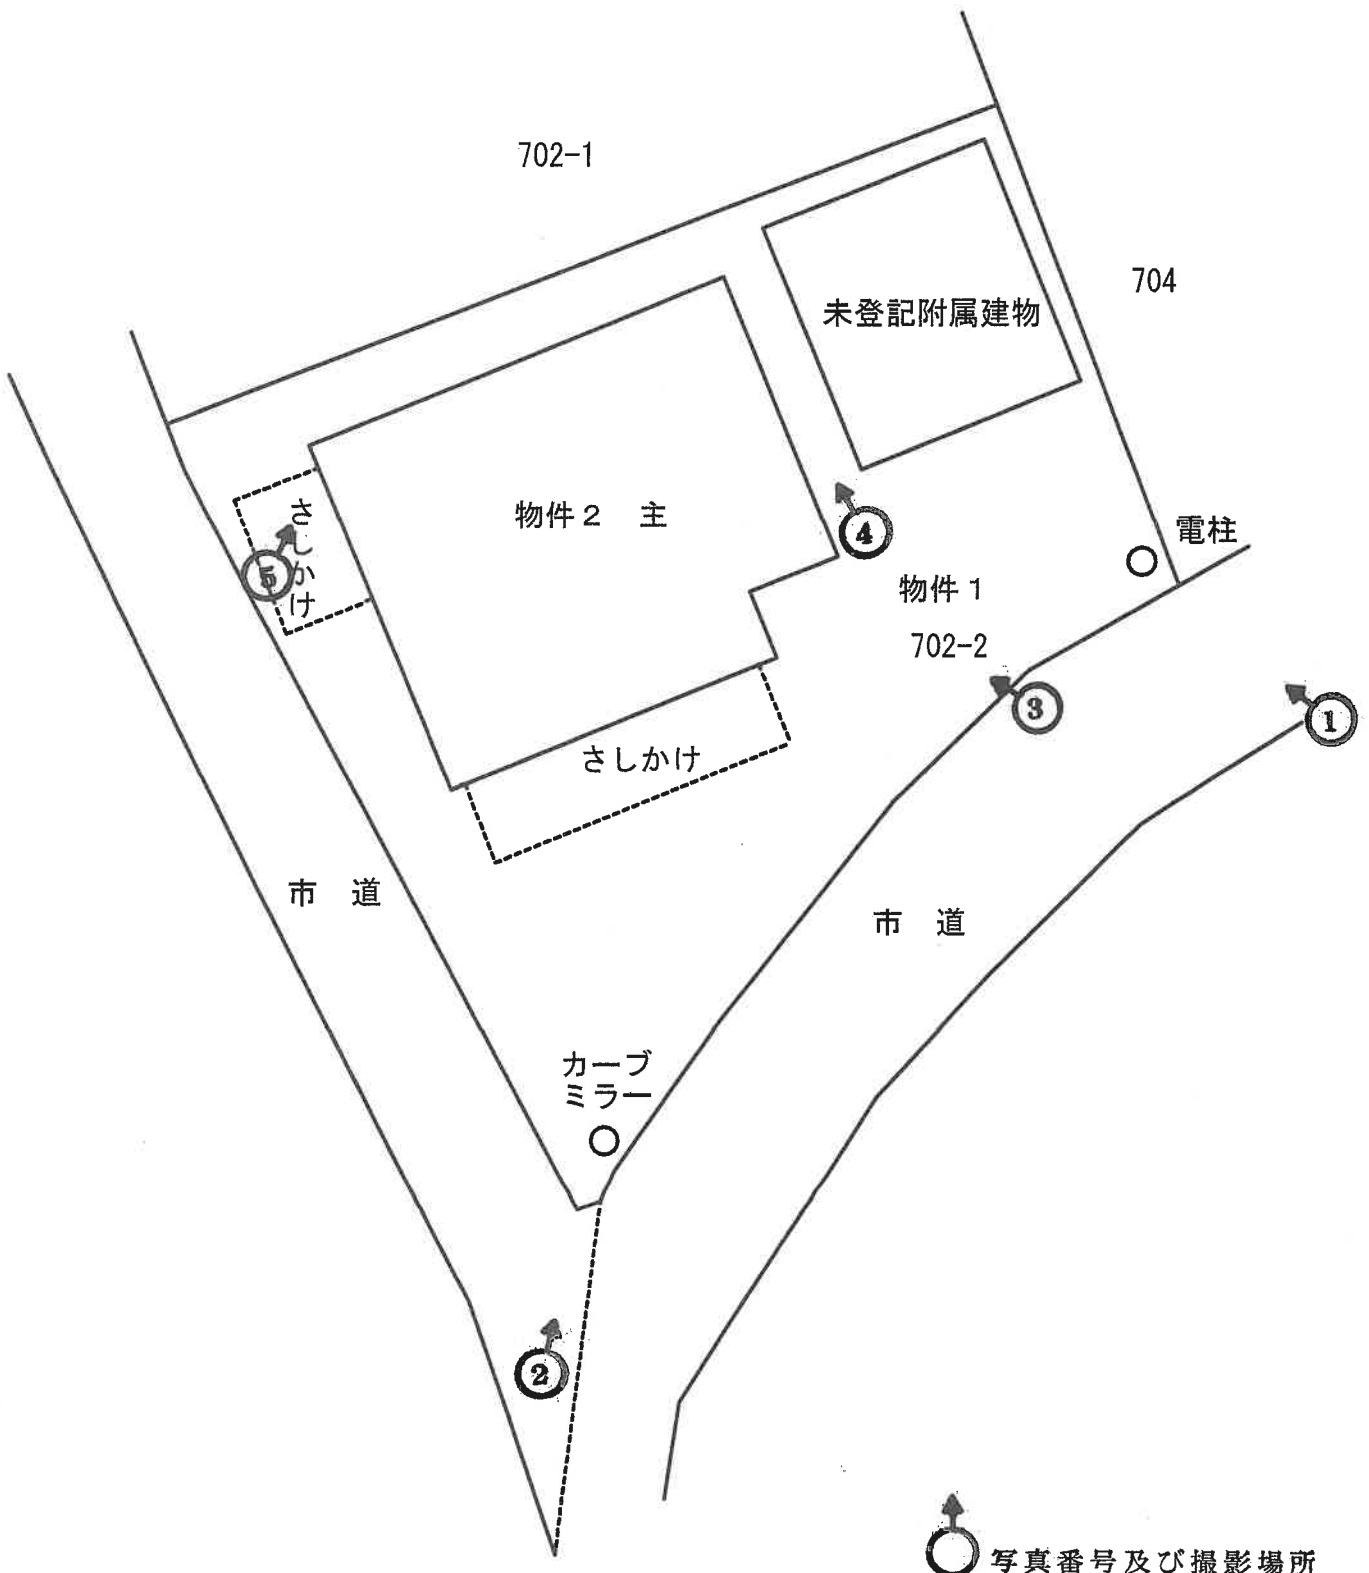 702-1
704
未登記附属建物
物件２　主
さしかけ
⑤
④
電柱
物件１
702-2
③
①
さしかけ
市　道
市　道
カーブ
ミラー
②
写真番号及び撮影場所